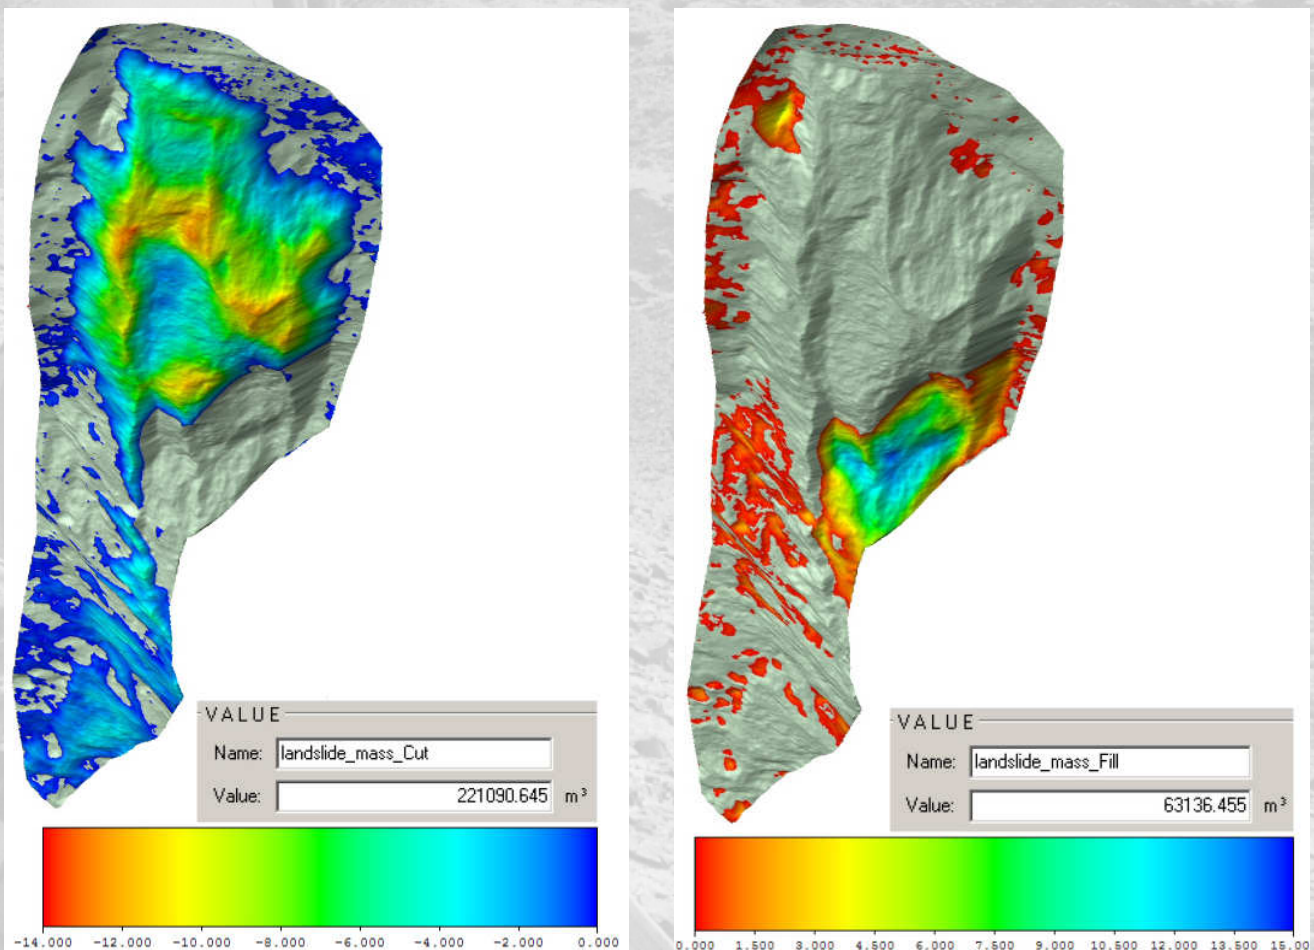 VALUE
Name: landslide_mass_Cut
Value: 221090.645 m³
-14.000 -12.000 -10.000 -8.000 -6.000 -4.000 -2.000 0.000
VALUE
Name: landslide_mass_Fill
Value: 63136.455 m³
0.000 1.500 3.000 4.500 6.000 7.500 9.000 10.500 12.000 13.500